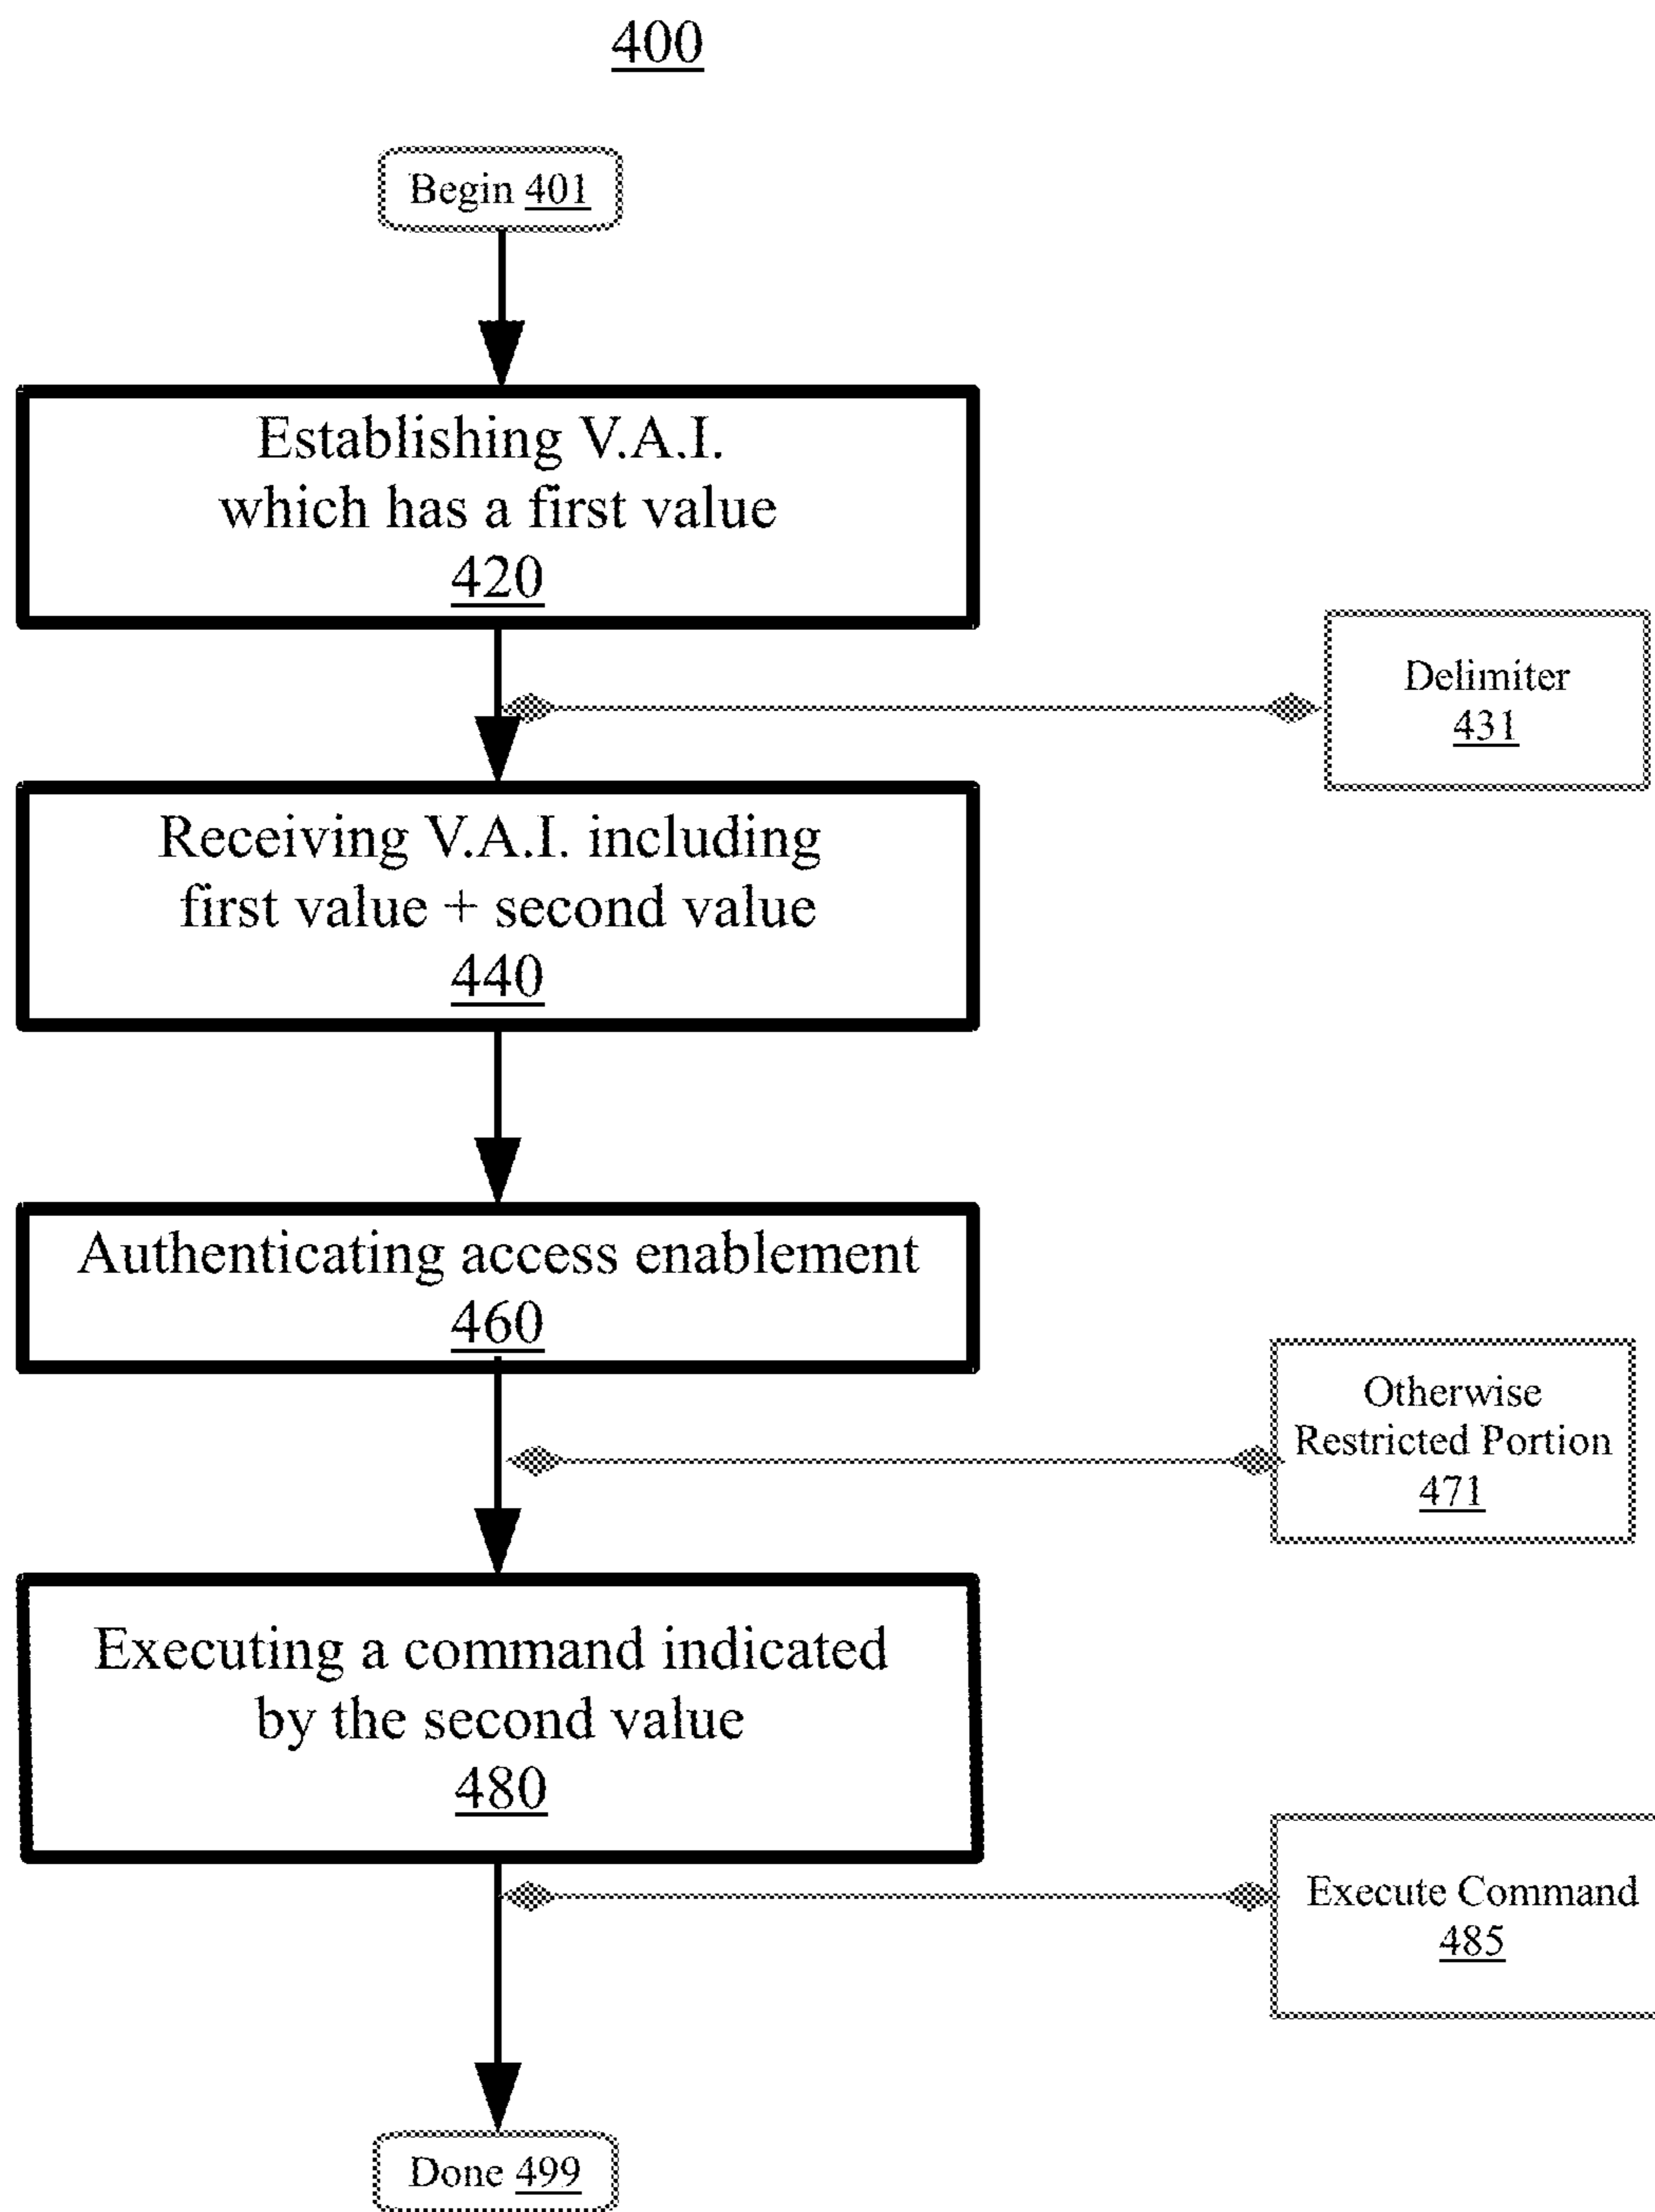 400
Begin 401
Establishing V.A.I.
which has a first value
420
Delimiter
431
Receiving V.A.I. including
first value + second value
440
Authenticating access enablement
460
Otherwise
Restricted Portion
471
Executing a command indicated
by the second value
480
Execute Command
485
Done 499